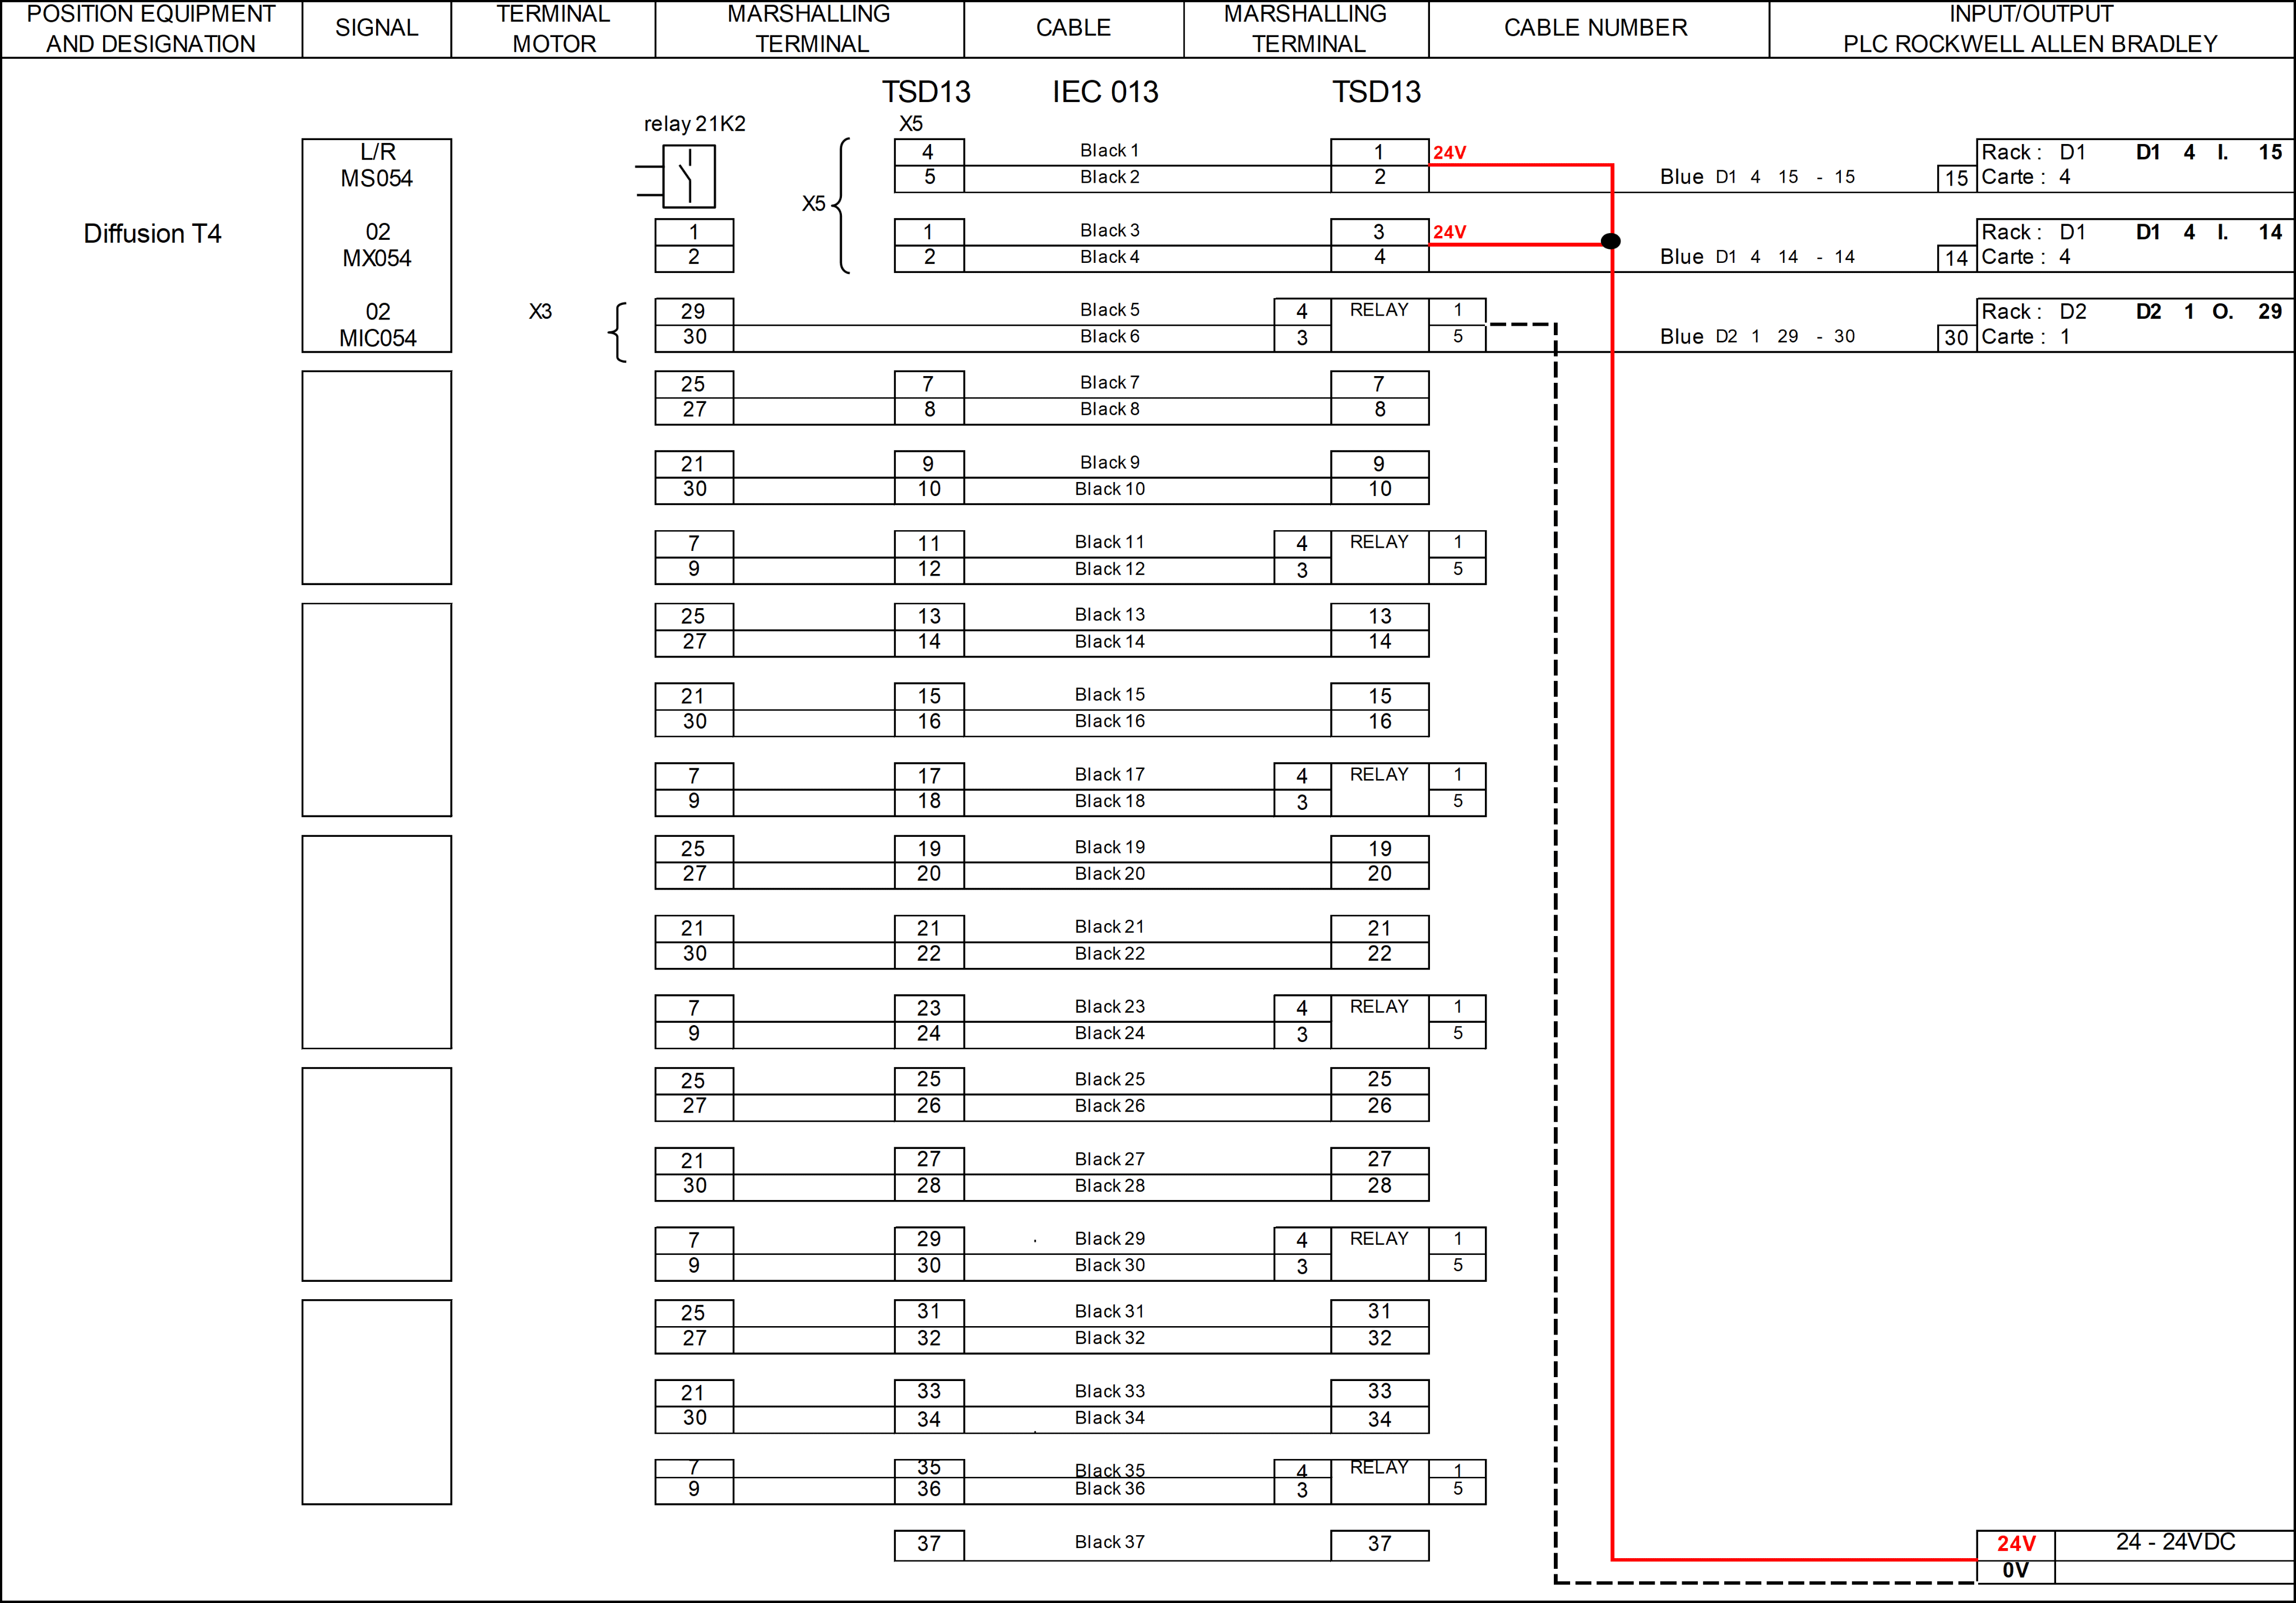 POSITION EQUIPMENT AND DESIGNATION
SIGNAL
TERMINAL MOTOR
MARSHALLING TERMINAL
CABLE
MARSHALLING TERMINAL
CABLE NUMBER
INPUT/OUTPUT PLC ROCKWELL ALLEN BRADLEY
TSD13 IEC 013 TSD13
relay 21K2 X5
L/R 4 Black 1 1 24V Rack : D1 D1 4 I. 15
MS054 5 Black 2 2 Blue D1 4 15 - 15 15 Carte : 4
X5
Diffusion T4 02 1 1 Black 3 3 24V Rack : D1 D1 4 I. 14
MX054 2 2 Black 4 4 Blue D1 4 14 - 14 14 Carte : 4
02 X3 29 Black 5 4 RELAY 1 Rack : D2 D2 1 O. 29
MIC054 30 Black 6 3 5 Blue D2 1 29 - 30 30 Carte : 1
25 7 Black 7 7
27 8 Black 8 8
21 9 Black 9 9
30 10 Black 10 10
7 11 Black 11 4 RELAY 1
9 12 Black 12 3 5
25 13 Black 13 13
27 14 Black 14 14
21 15 Black 15 15
30 16 Black 16 16
7 17 Black 17 4 RELAY 1
9 18 Black 18 3 5
25 19 Black 19 19
27 20 Black 20 20
21 21 Black 21 21
30 22 Black 22 22
7 23 Black 23 4 RELAY 1
9 24 Black 24 3 5
25 25 Black 25 25
27 26 Black 26 26
21 27 Black 27 27
30 28 Black 28 28
7 29 Black 29 4 RELAY 1
9 30 Black 30 3 5
25 31 Black 31 31
27 32 Black 32 32
21 33 Black 33 33
30 34 Black 34 34
7 35 Black 35 4 RELAY 1
9 36 Black 36 3 5
37 Black 37 37
24V 24 - 24VDC
0V